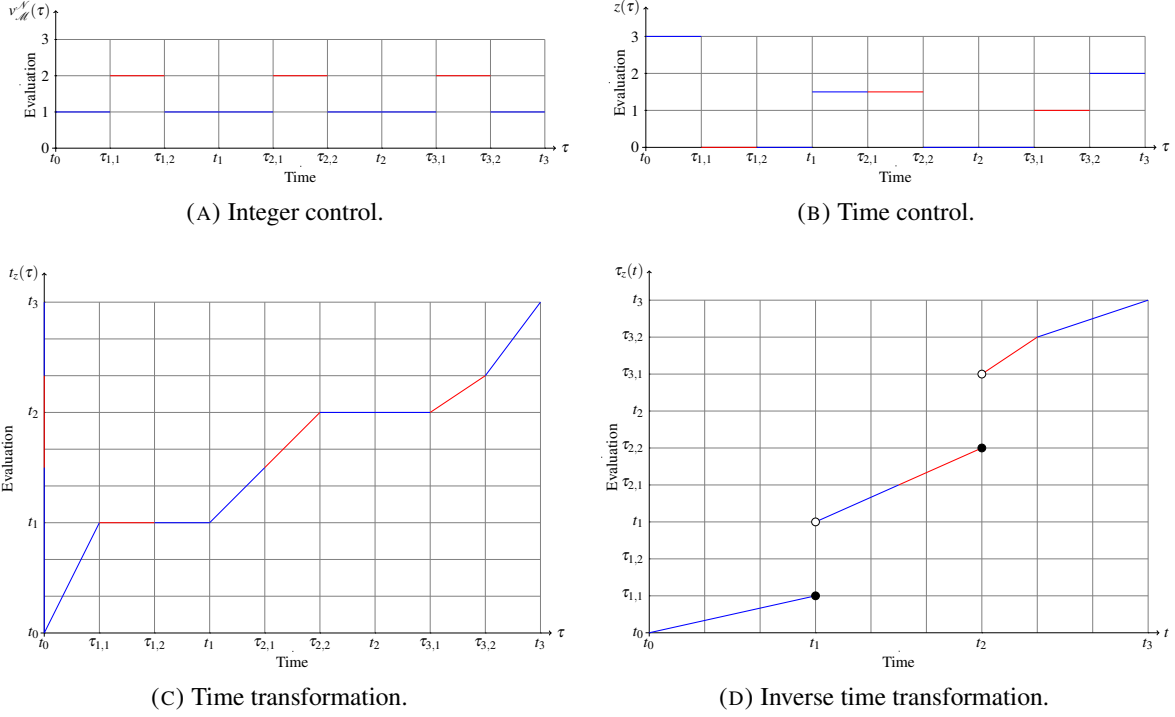 v_ℳ^𝒩(τ)
3
2
1
0
Evaluation
t₀ τ₁,₁ τ₁,₂ t₁ τ₂,₁ τ₂,₂ t₂ τ₃,₁ τ₃,₂ t₃ τ
Time
(A) Integer control.
z(τ)
3
2
1
0
Evaluation
t₀ τ₁,₁ τ₁,₂ t₁ τ₂,₁ τ₂,₂ t₂ τ₃,₁ τ₃,₂ t₃ τ
Time
(B) Time control.
t_z(τ)
t₃
t₂
t₁
t₀
Evaluation
t₀ τ₁,₁ τ₁,₂ t₁ τ₂,₁ τ₂,₂ t₂ τ₃,₁ τ₃,₂ t₃ τ
Time
(C) Time transformation.
τ_z(t)
t₃
τ₃,₂
τ₃,₁
t₂
τ₂,₂
τ₂,₁
t₁
τ₁,₂
τ₁,₁
t₀
Evaluation
t₀ t₁ t₂ t₃ t
Time
(D) Inverse time transformation.